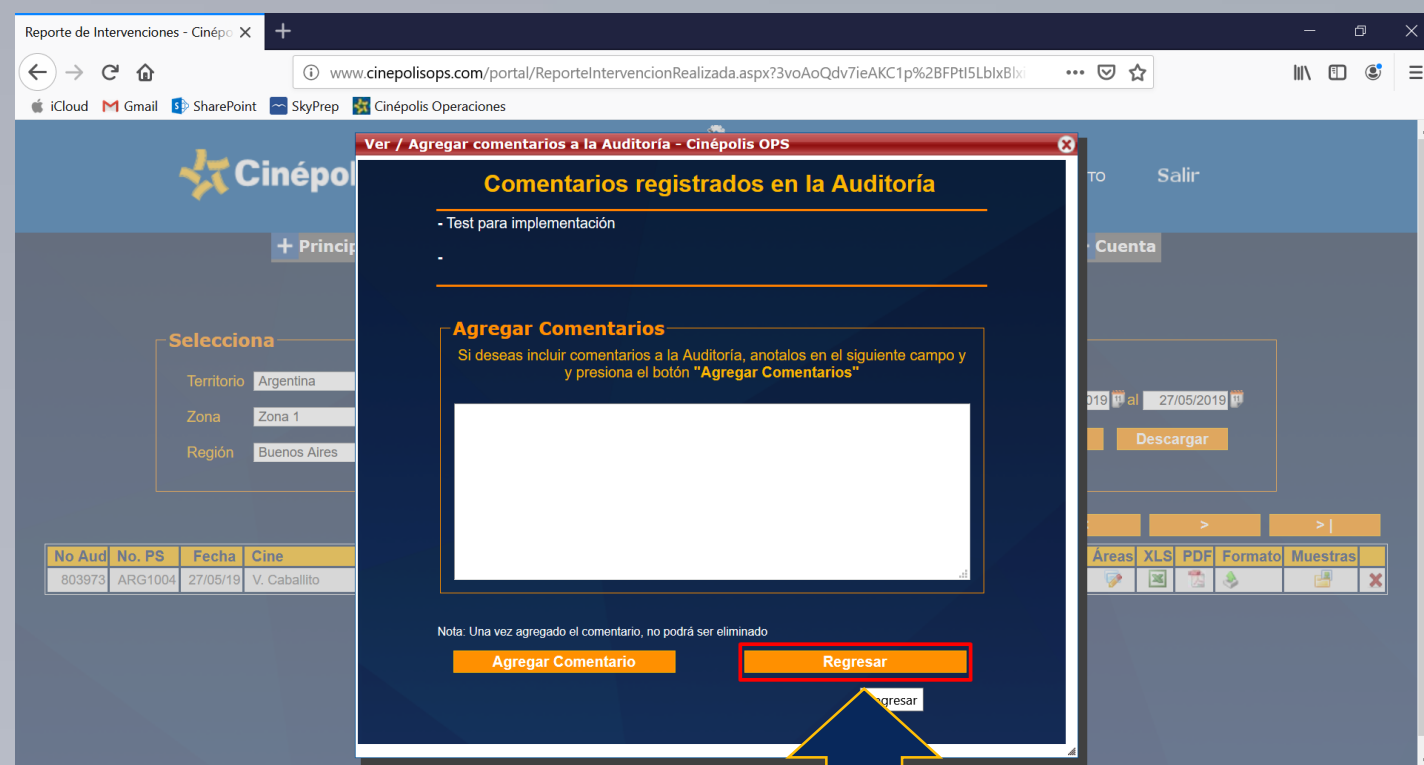 Reporte de Intervenciones - Cinépo
www.cinepolisops.com/portal/ReporteIntervencionRealizada.aspx?3voAoQdv7ieAKC1p%2BFPtI5LbIxBlxi
iCloud Gmail SharePoint SkyPrep Cinépolis Operaciones
Ver / Agregar comentarios a la Auditoría - Cinépolis OPS
Cinépol
Salir
Comentarios registrados en la Auditoría
- Test para implementación
-
+ Princip
Cuenta
Agregar Comentarios
Si deseas incluir comentarios a la Auditoría, anotalos en el siguiente campo y
y presiona el botón "Agregar Comentarios"
Selecciona
Territorio Argentina
Zona Zona 1
Región Buenos Aires
019 al 27/05/2019
Descargar
> >|
No Aud No. PS Fecha Cine Áreas XLS PDF Formato Muestras
803973 ARG1004 27/05/19 V. Caballito
Nota: Una vez agregado el comentario, no podrá ser eliminado
Agregar Comentario Regresar
gresar